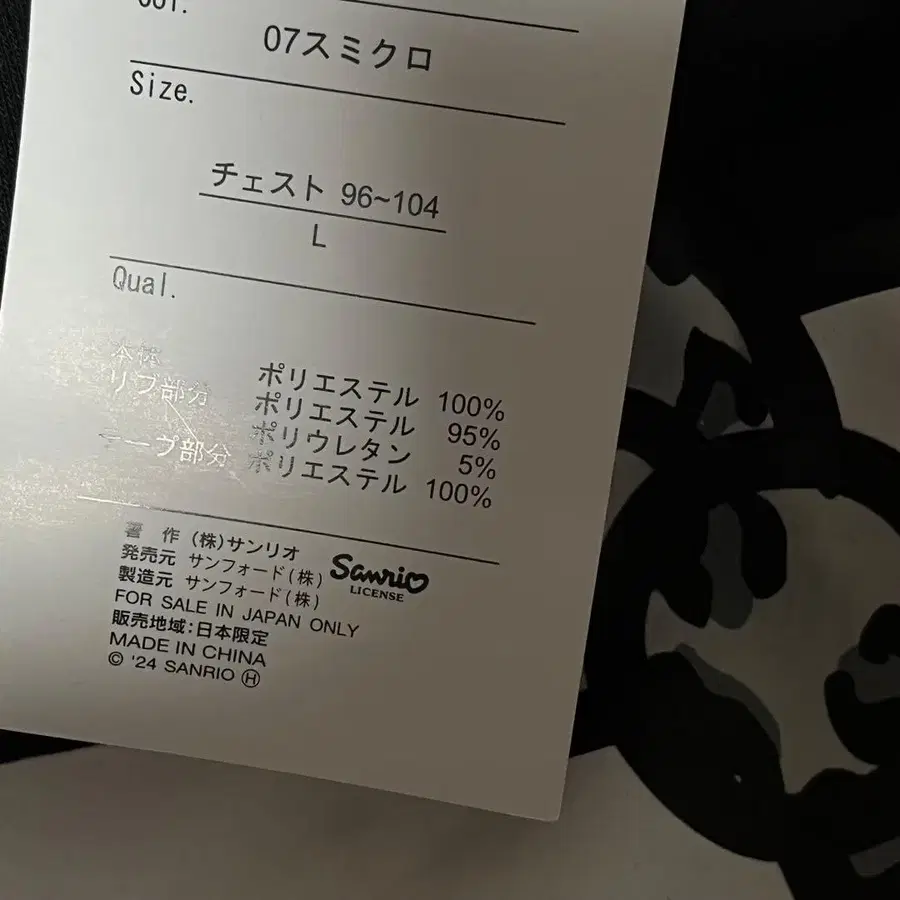 Col.
07スミクロ
Size.
チェスト 96~104
L
Qual.
本体 ポリエステル 100%
リブ部分 ポリエステル 95%
ポリウレタン 5%
テープ部分 ポリエステル 100%
著 作 (株)サンリオ
発売元 サンフォード(株)
製造元 サンフォード(株)
Sanrio
LICENSE
FOR SALE IN JAPAN ONLY
販売地域:日本限定
MADE IN CHINA
© '24 SANRIO Ⓗ